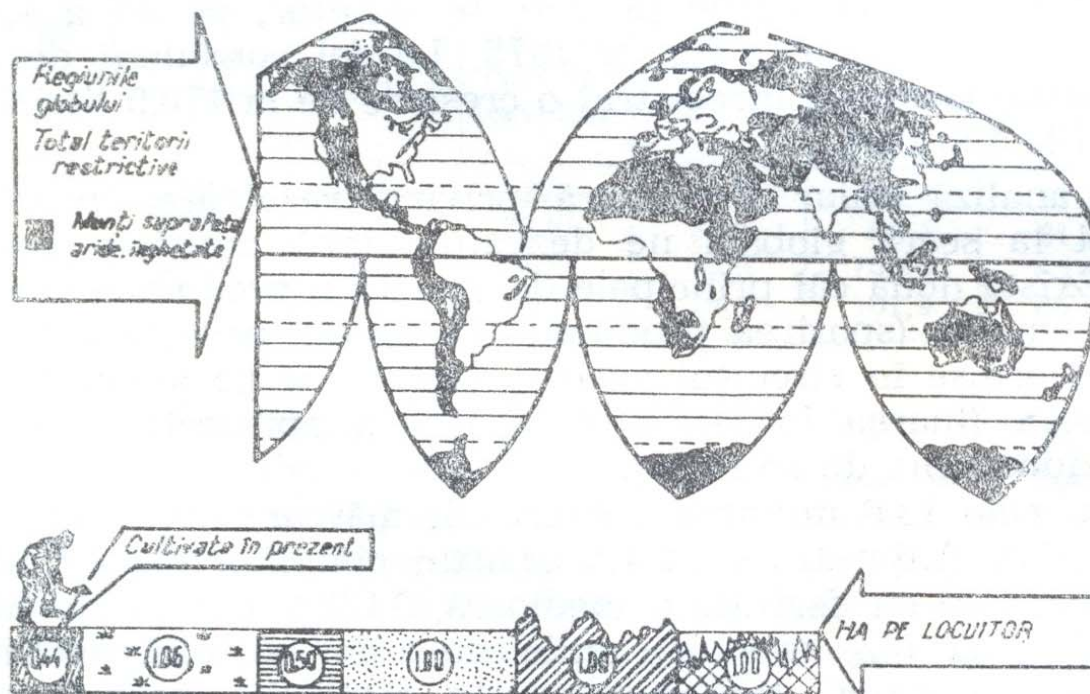 Regiunile
globului
Total teritorii
restrictive
Munți suprafețe
aride, înghețate
Cultivate în prezent
0,44
1.06
0.50
1.00
1.00
1.00
HA PE LOCUITOR